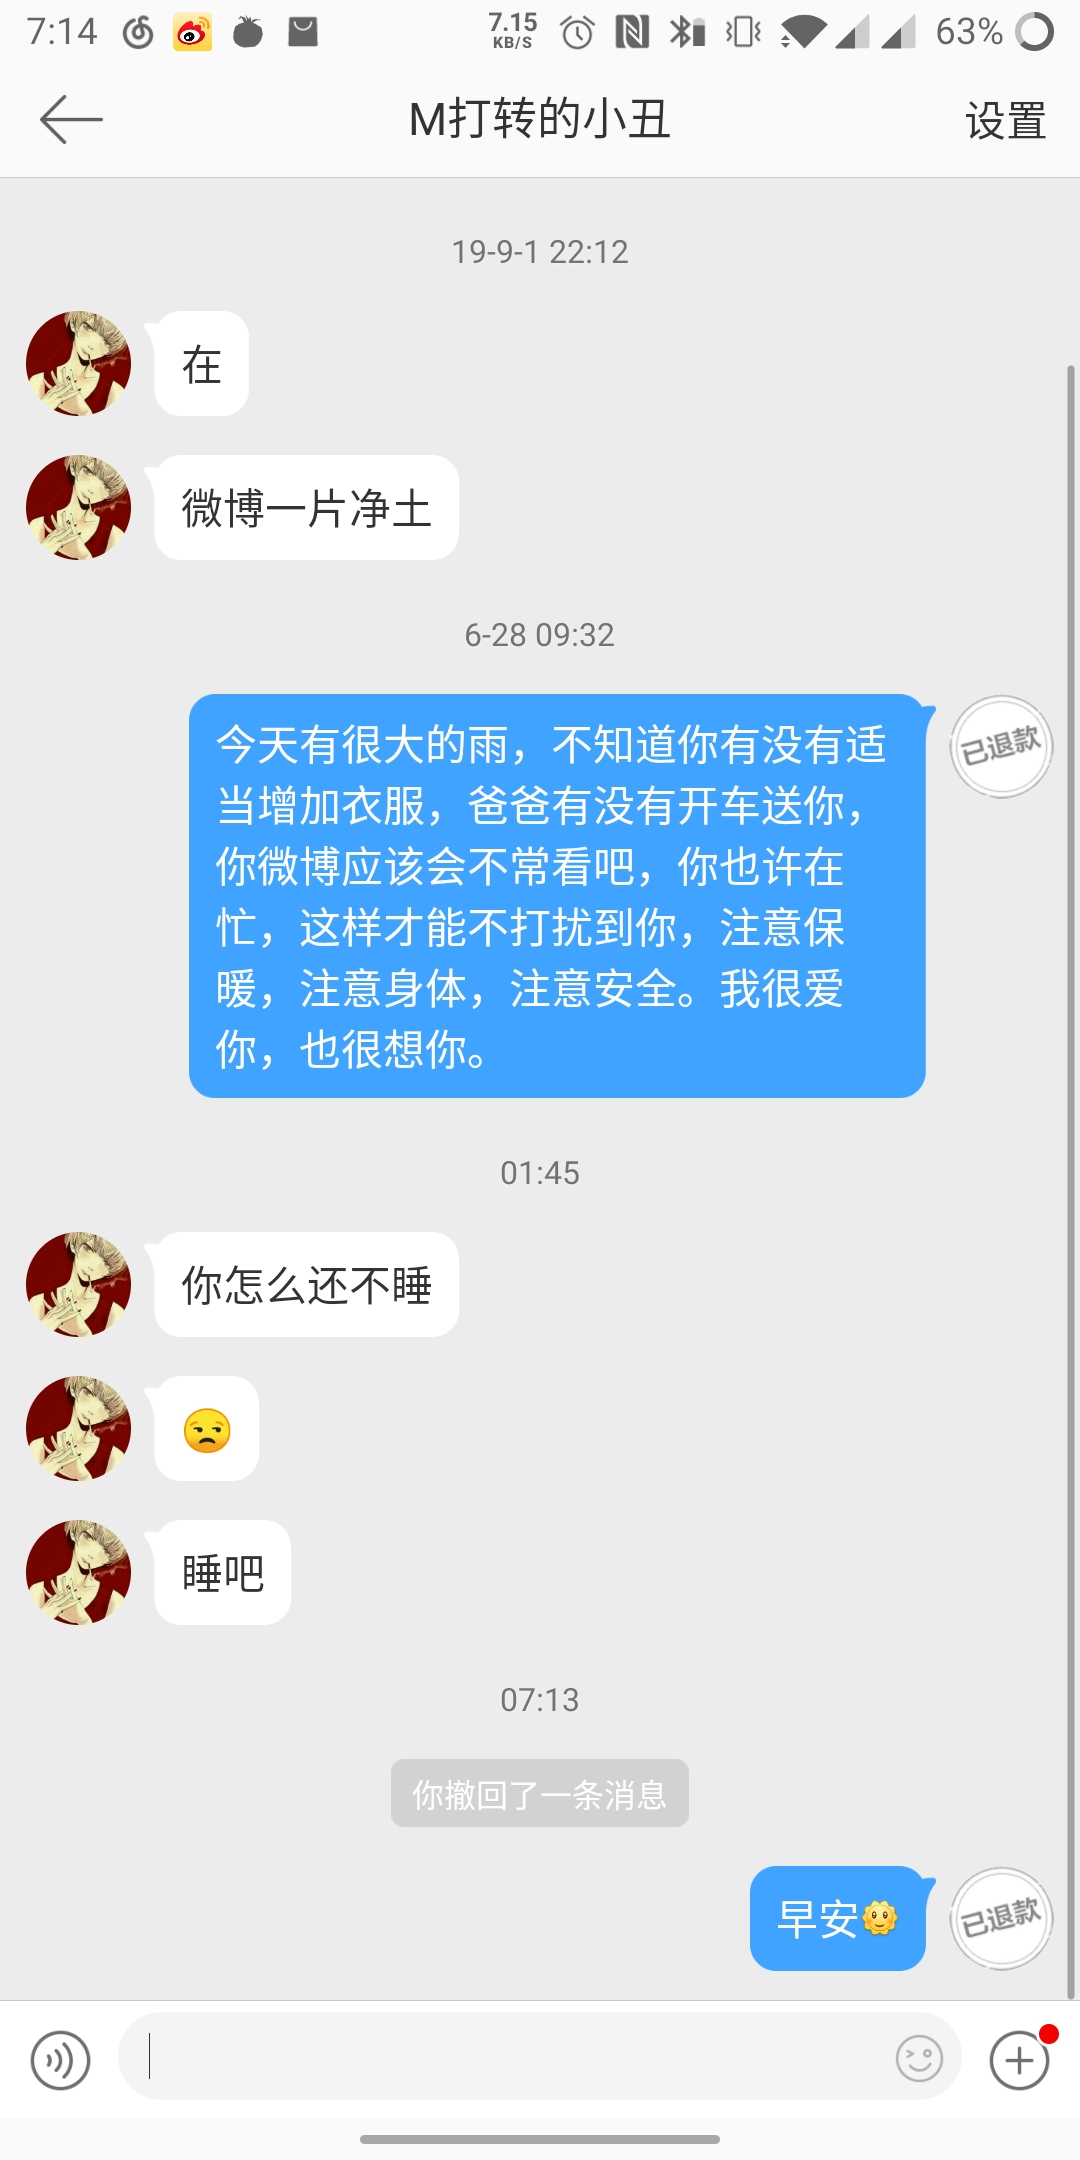 7:14
7.15
KB/S
63%
M打转的小丑
设置
19-9-1 22:12
在
微博一片净土
6-28 09:32
今天有很大的雨，不知道你有没有适
当增加衣服，爸爸有没有开车送你，
你微博应该会不常看吧，你也许在
忙，这样才能不打扰到你，注意保
暖，注意身体，注意安全。我很爱
你，也很想你。
已退款
01:45
你怎么还不睡
😒
睡吧
07:13
你撤回了一条消息
早安🌞
已退款